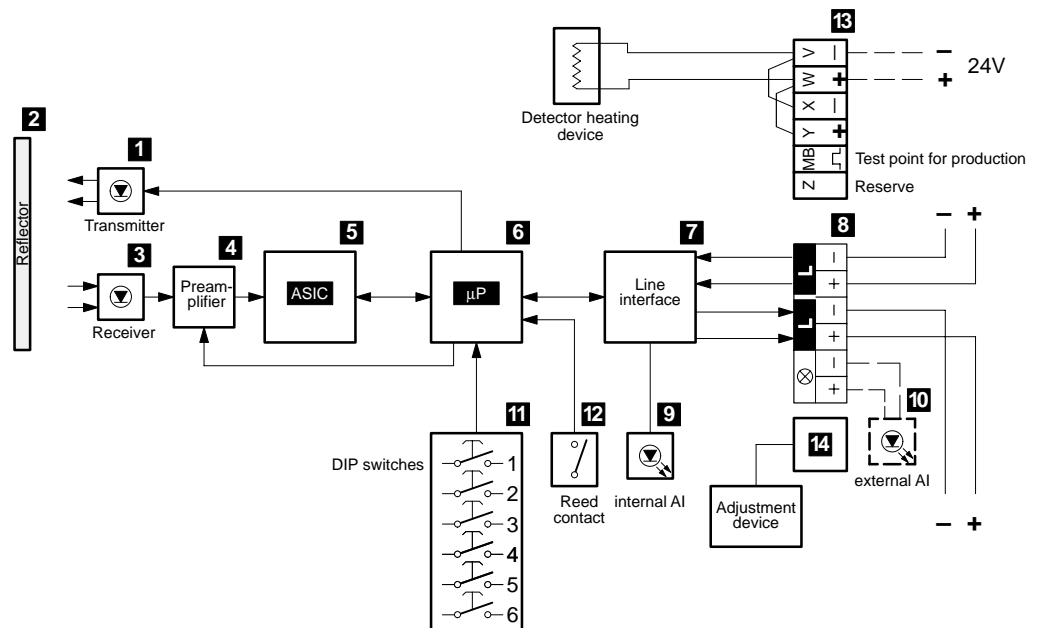 13
V – –
24V
W + +
X –
Y +
MB Test point for production
Z Reserve
Detector heating
device
2
Reflector
1
Transmitter
3
Receiver
4
Pream-
plifier
5
ASIC
6
µP
7
Line
interface
8
– +
L –
+
L –
+
–
+
10
external AI
11
DIP switches
1
2
3
4
5
6
12
Reed
contact
9
internal AI
14
Adjustment
device
– +